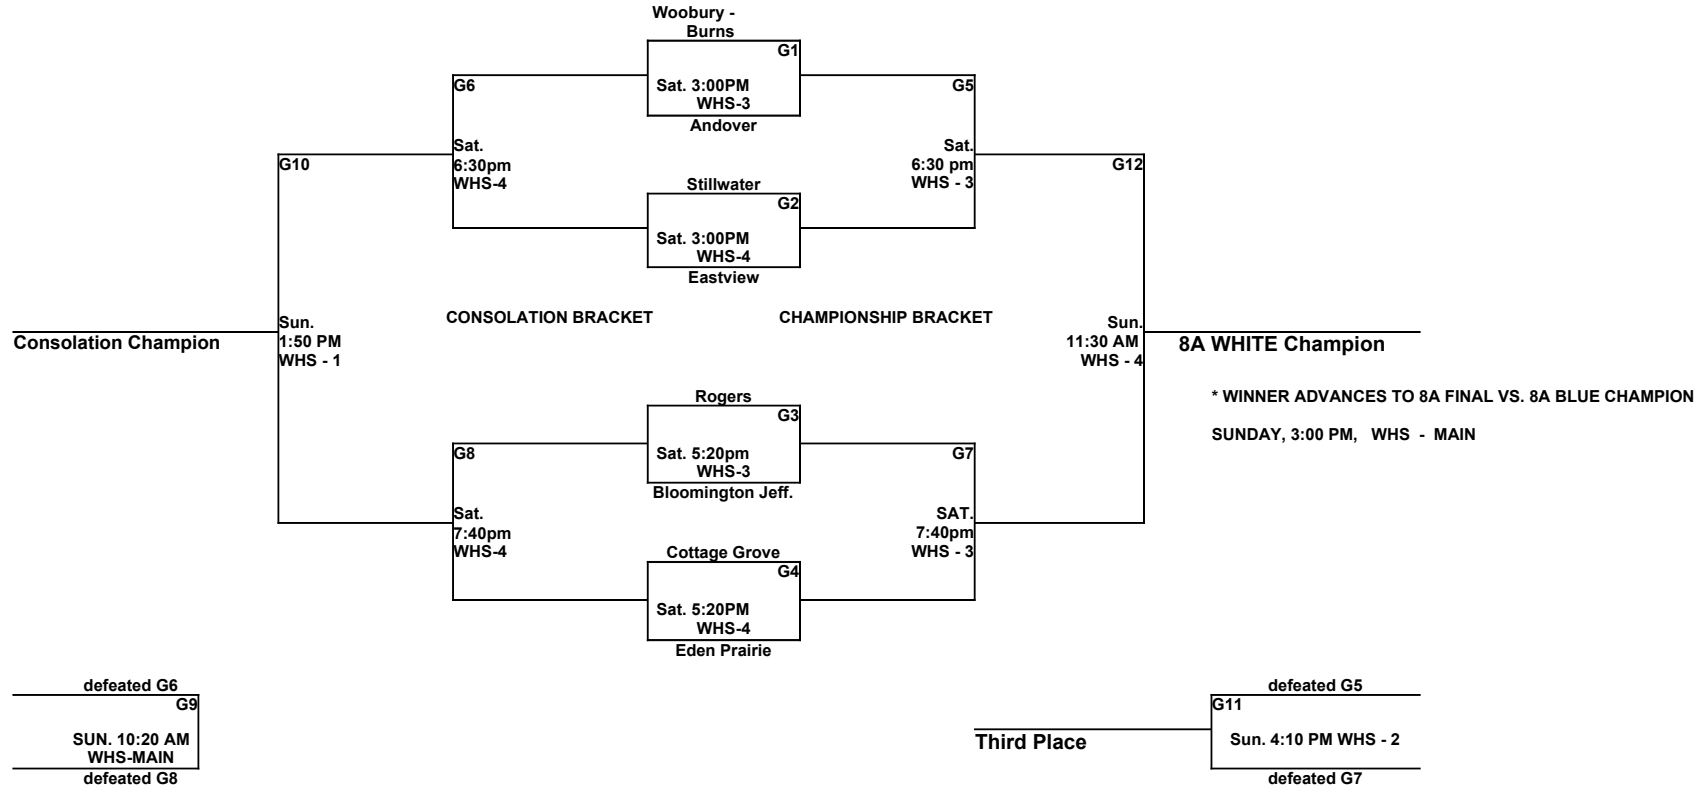 Woobury -
Burns
G1
Sat. 3:00PM
WHS-3
Andover
G6
Sat.
6:30pm
WHS-4
G5
Sat.
6:30 pm
WHS - 3
G10
G12
Stillwater
G2
Sat. 3:00PM
WHS-4
Eastview
CONSOLATION BRACKET
CHAMPIONSHIP BRACKET
Sun.
1:50 PM
WHS - 1
Consolation Champion
Sun.
11:30 AM
WHS - 4
8A WHITE Champion
* WINNER ADVANCES TO 8A FINAL VS. 8A BLUE CHAMPION
SUNDAY, 3:00 PM, WHS - MAIN
Rogers
G3
Sat. 5:20pm
WHS-3
Bloomington Jeff.
G8
Sat.
7:40pm
WHS-4
G7
SAT.
7:40pm
WHS - 3
Cottage Grove
G4
Sat. 5:20PM
WHS-4
Eden Prairie
defeated G6
G9
SUN. 10:20 AM
WHS-MAIN
defeated G8
Third Place
defeated G5
G11
Sun. 4:10 PM WHS - 2
defeated G7